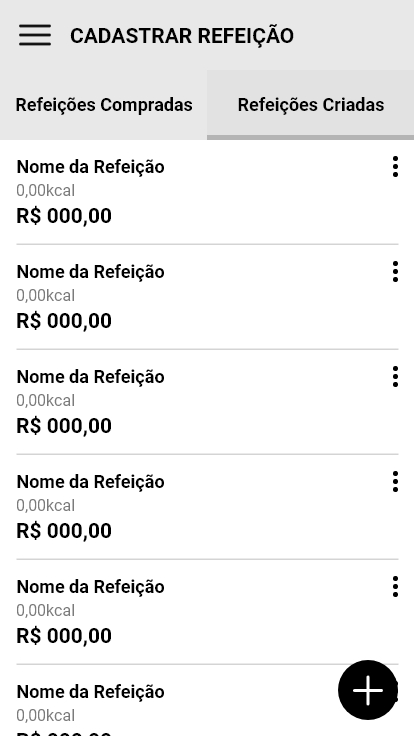 CADASTRAR REFEIÇÃO
Refeições Compradas
Refeições Criadas
Nome da Refeição
0,00kcal
R$ 000,00
Nome da Refeição
0,00kcal
R$ 000,00
Nome da Refeição
0,00kcal
R$ 000,00
Nome da Refeição
0,00kcal
R$ 000,00
Nome da Refeição
0,00kcal
R$ 000,00
Nome da Refeição
0,00kcal
R$ 000,00